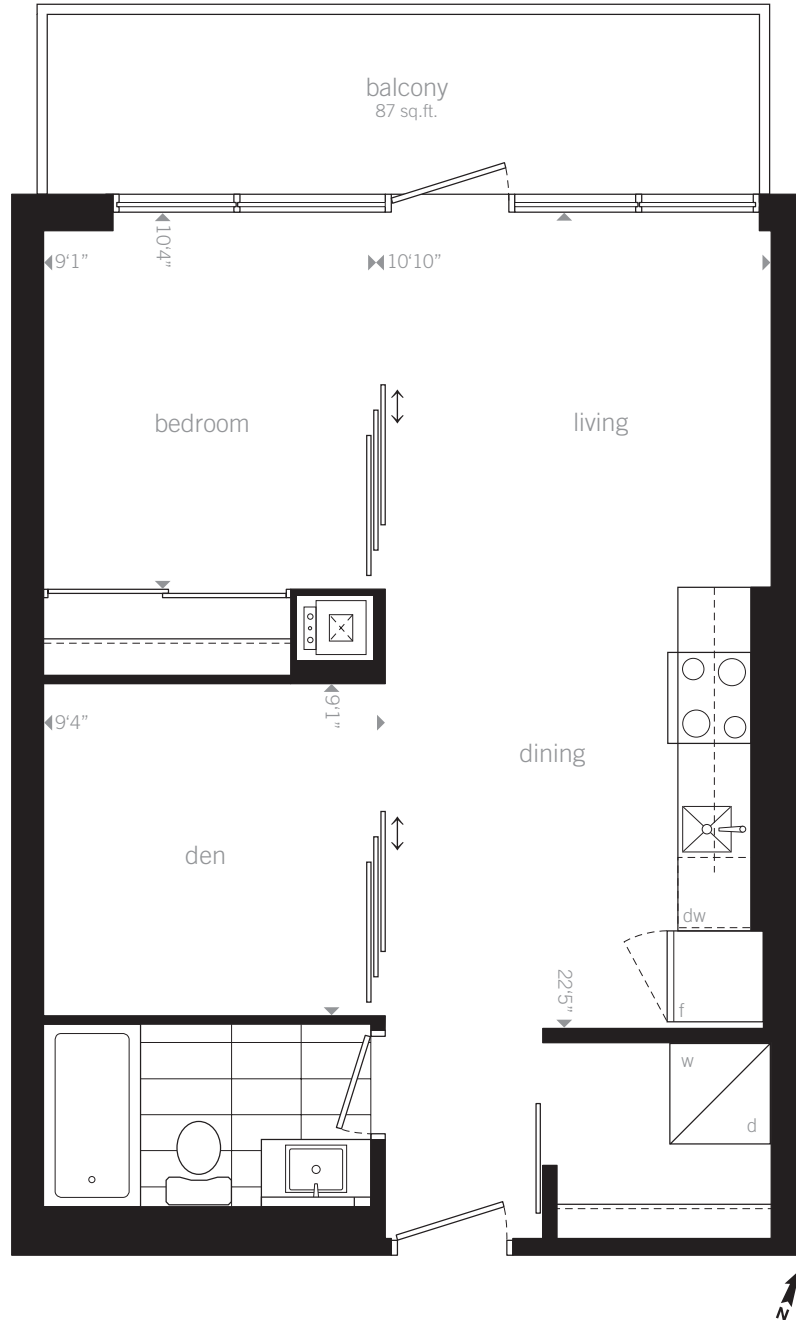 balcony
87 sq.ft.
10'4"
9'1"
10'10"
bedroom
living
9'1"
9'4"
dining
den
dw
22'5"
f
w
d
N